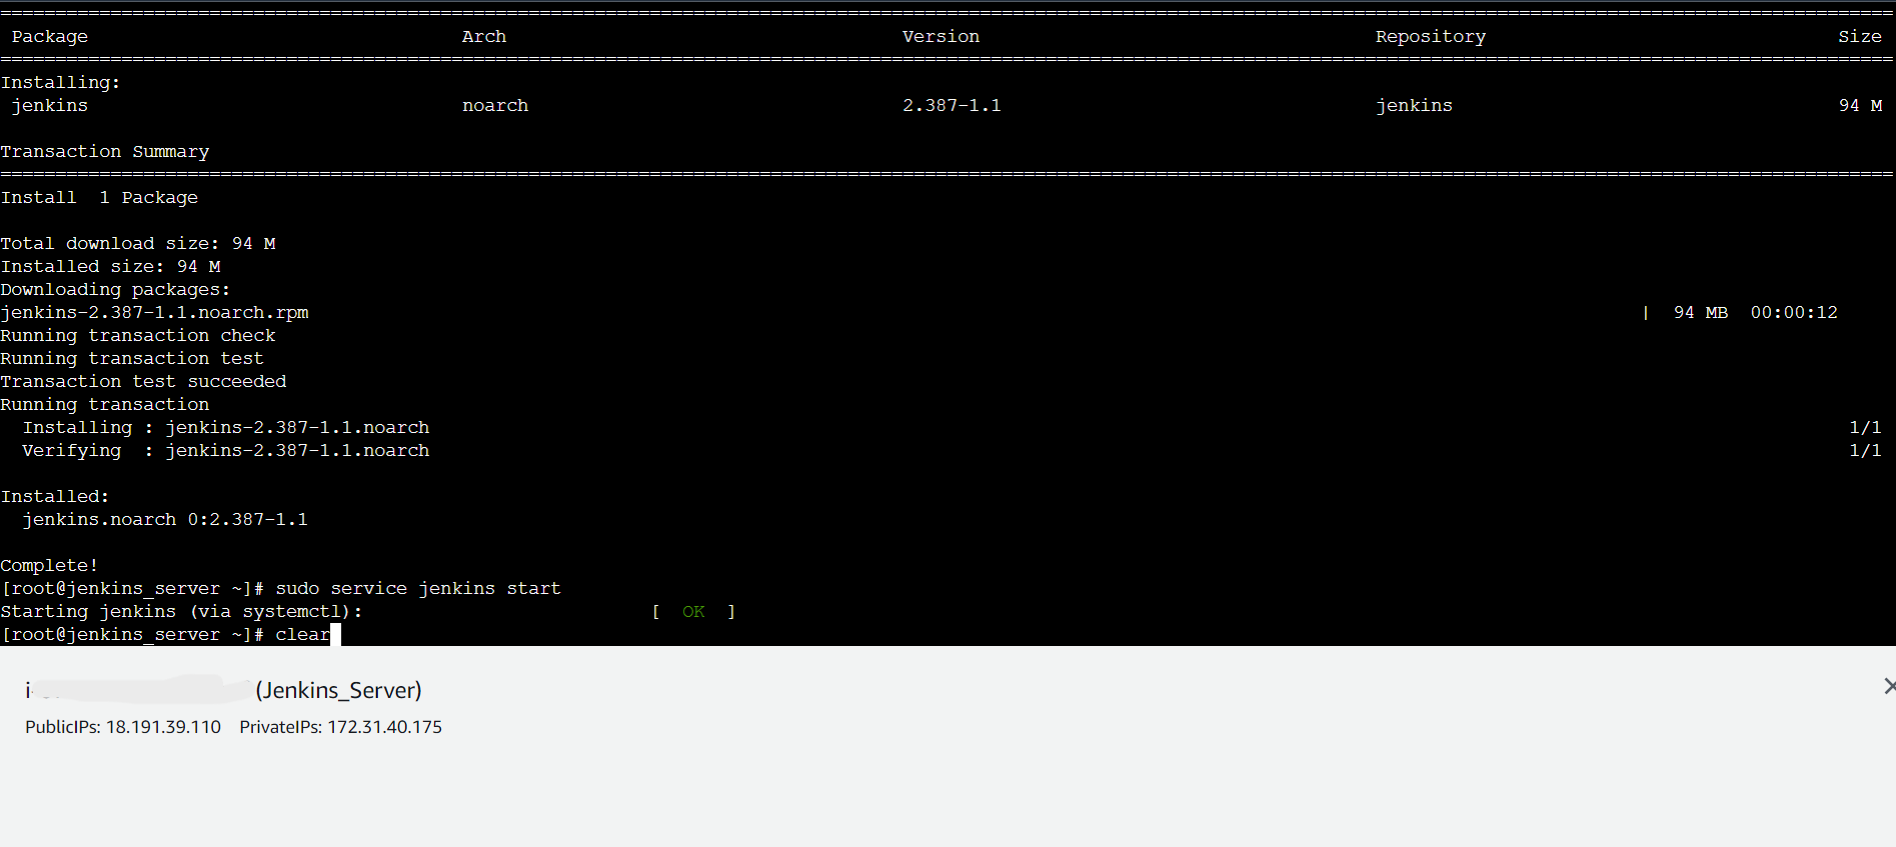 ================================================================================
Package Arch Version Repository Size
================================================================================
Installing:
jenkins noarch 2.387-1.1 jenkins 94 M
Transaction Summary
================================================================================
Install 1 Package
Total download size: 94 M
Installed size: 94 M
Downloading packages:
jenkins-2.387-1.1.noarch.rpm | 94 MB 00:00:12
Running transaction check
Running transaction test
Transaction test succeeded
Running transaction
Installing : jenkins-2.387-1.1.noarch 1/1
Verifying : jenkins-2.387-1.1.noarch 1/1
Installed:
jenkins.noarch 0:2.387-1.1
Complete!
[root@jenkins_server ~]# sudo service jenkins start
Starting jenkins (via systemctl): [ OK ]
[root@jenkins_server ~]# clear
(Jenkins_Server)
PublicIPs: 18.191.39.110 PrivateIPs: 172.31.40.175